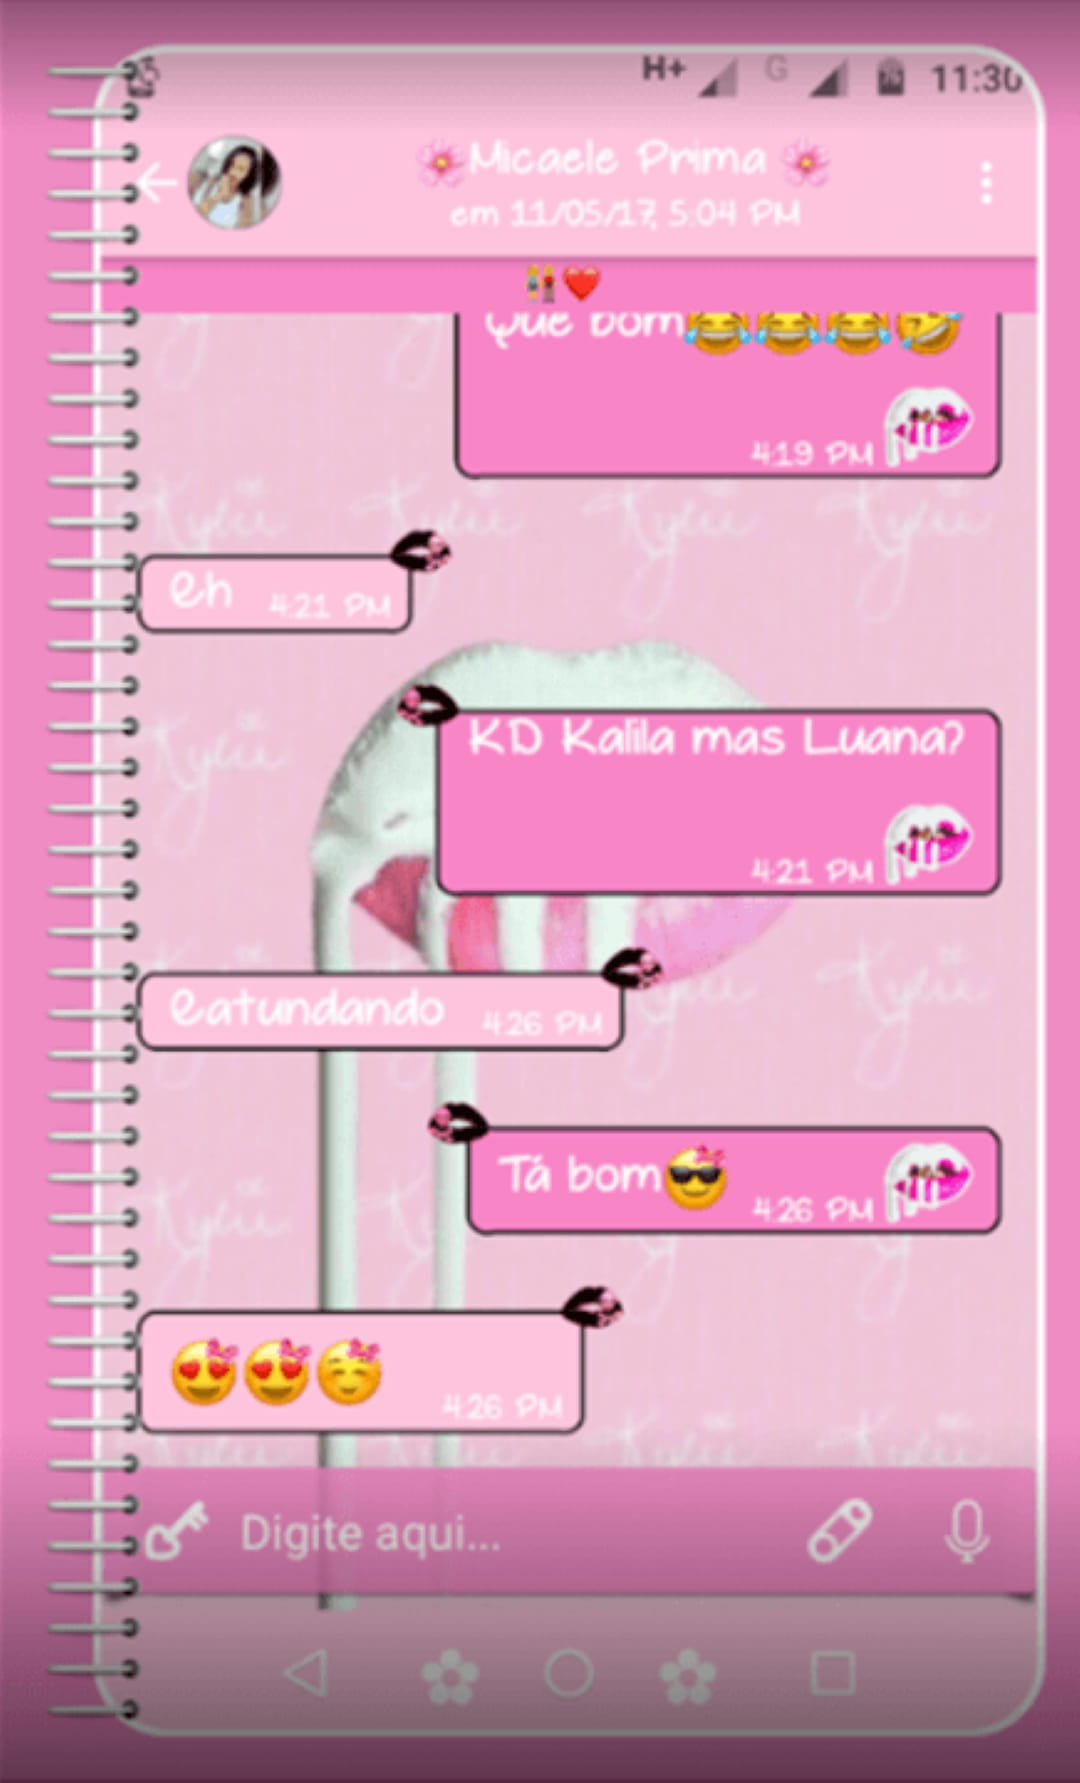 H+ G 11:30
🌸Micaele Prima🌸
em 11/05/17, 5:04 PM
👭❤️
Que bom😂😂😂🤣
4:19 PM
Eh 4:21 PM
KD Kalila mas Luana?
4:21 PM
Eatundando 4:26 PM
Tá bom😎 4:26 PM
😍😍☺️
4:26 PM
Digite aqui...
Kylie